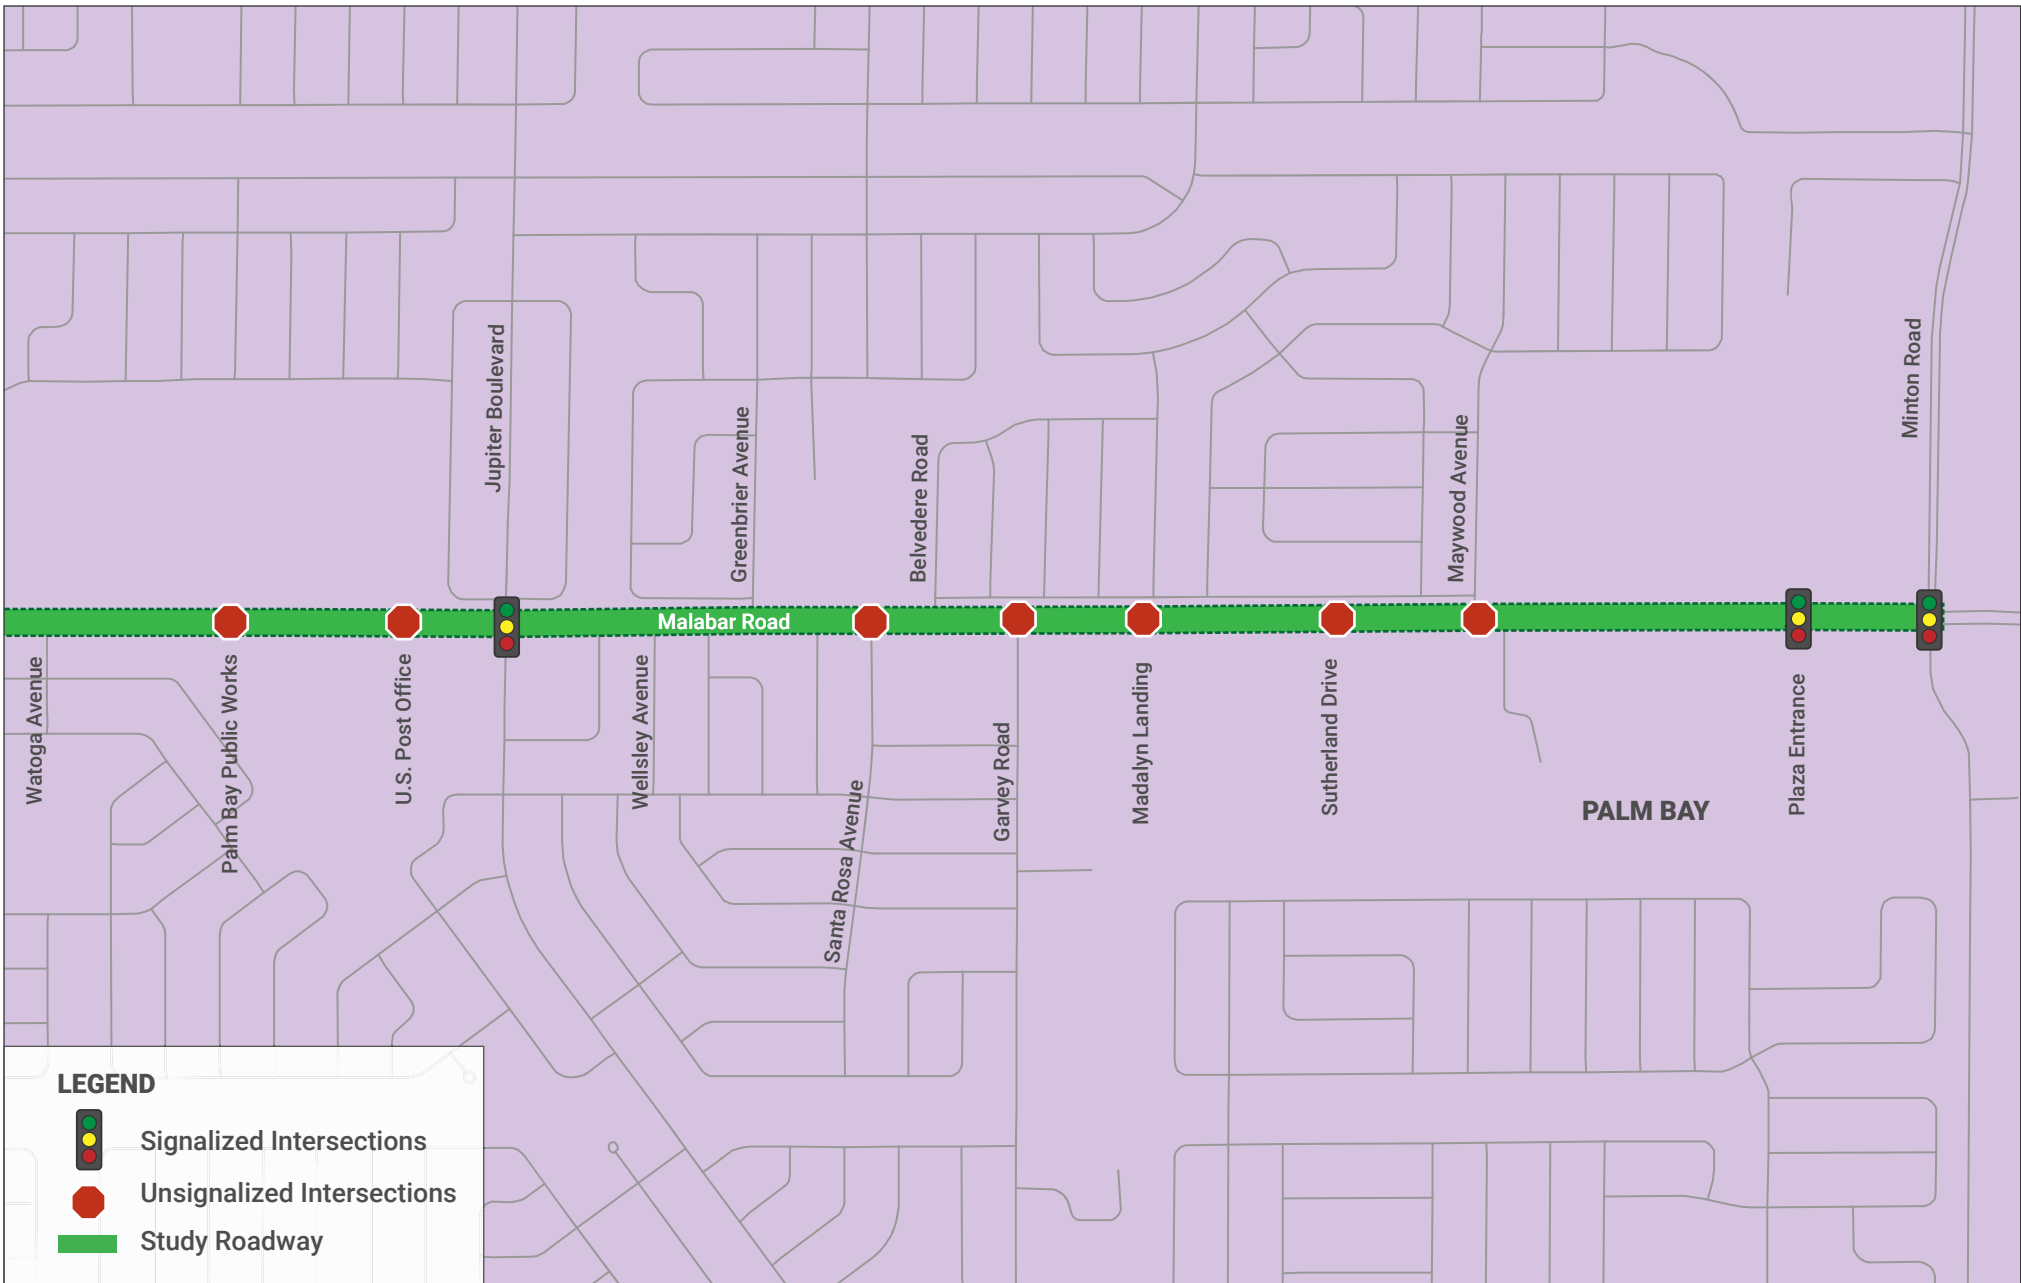 Jupiter Boulevard
Greenbrier Avenue
Belvedere Road
Maywood Avenue
Minton Road
Malabar Road
Watoga Avenue
Palm Bay Public Works
U.S. Post Office
Wellsley Avenue
Santa Rosa Avenue
Garvey Road
Madalyn Landing
Sutherland Drive
Plaza Entrance
PALM BAY
LEGEND
Signalized Intersections
Unsignalized Intersections
Study Roadway